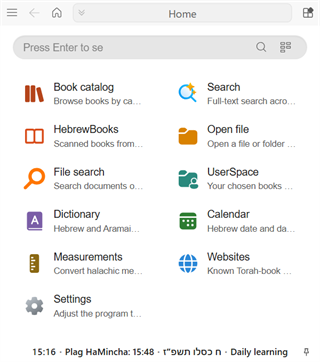 Home
Press Enter to se
Book catalog
Browse books by ca…
Search
Full-text search acro…
HebrewBooks
Scanned books from…
Open file
Open a file or folder …
File search
Search documents o…
UserSpace
Your chosen books …
Dictionary
Hebrew and Aramai…
Calendar
Hebrew date and da…
Measurements
Convert halachic me…
Websites
Known Torah-book …
Settings
Adjust the program t…
15:16 · Plag HaMincha: 15:48 · ח כסלו תשפ"ז · Daily learning